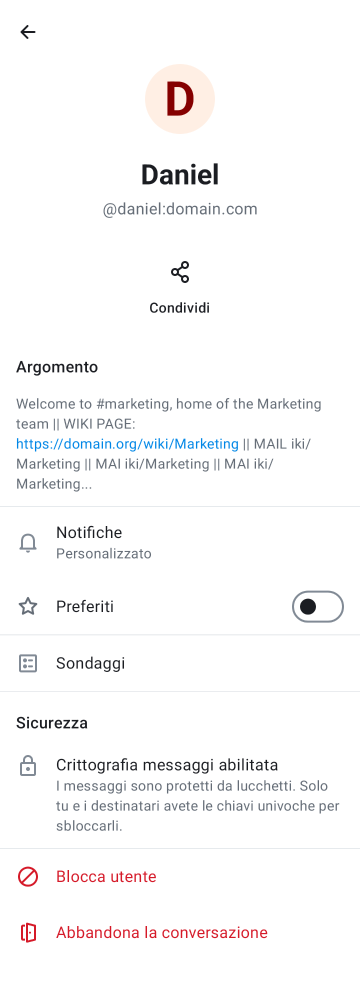 D
Daniel
@daniel:domain.com
Condividi
Argomento
Welcome to #marketing, home of the Marketing
team || WIKI PAGE:
https://domain.org/wiki/Marketing || MAIL iki/
Marketing || MAI iki/Marketing || MAI iki/
Marketing...
Notifiche
Personalizzato
Preferiti
Sondaggi
Sicurezza
Crittografia messaggi abilitata
I messaggi sono protetti da lucchetti. Solo
tu e i destinatari avete le chiavi univoche per
sbloccarli.
Blocca utente
Abbandona la conversazione